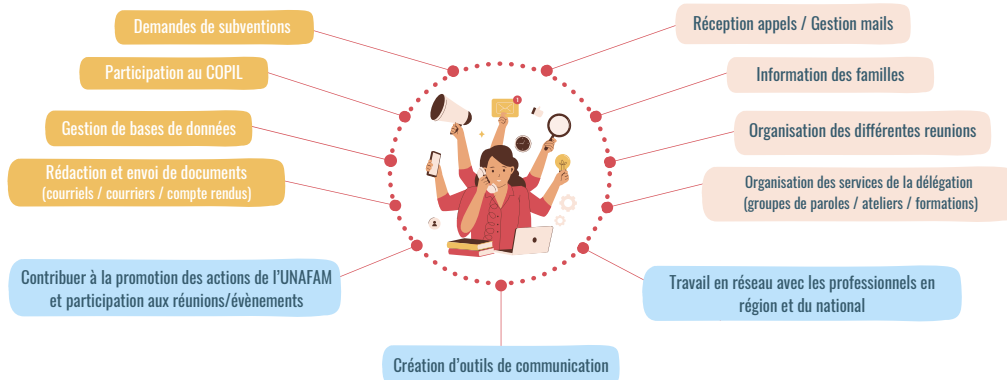 Demandes de subventions
Participation au COPIL
Gestion de bases de données
Rédaction et envoi de documents
(courriels / courriers / compte rendus)
Contribuer à la promotion des actions de l'UNAFAM
et participation aux réunions/évènements
Création d'outils de communication
Réception appels / Gestion mails
Information des familles
Organisation des différentes reunions
Organisation des services de la délégation
(groupes de paroles / ateliers / formations)
Travail en réseau avec les professionnels en
région et du national